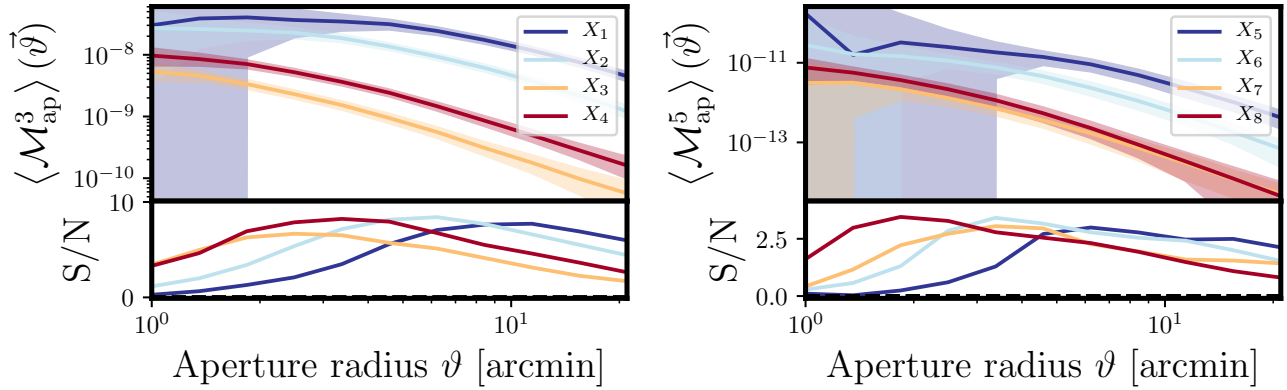 ⟨ℳ³ap⟩ (ϑ⃗)
10⁻⁸
10⁻⁹
10⁻¹⁰
X₁
X₂
X₃
X₄
S/N
10
0
10⁰
10¹
Aperture radius ϑ [arcmin]
⟨ℳ⁵ap⟩ (ϑ⃗)
10⁻¹¹
10⁻¹³
X₅
X₆
X₇
X₈
S/N
2.5
0.0
10⁰
10¹
Aperture radius ϑ [arcmin]